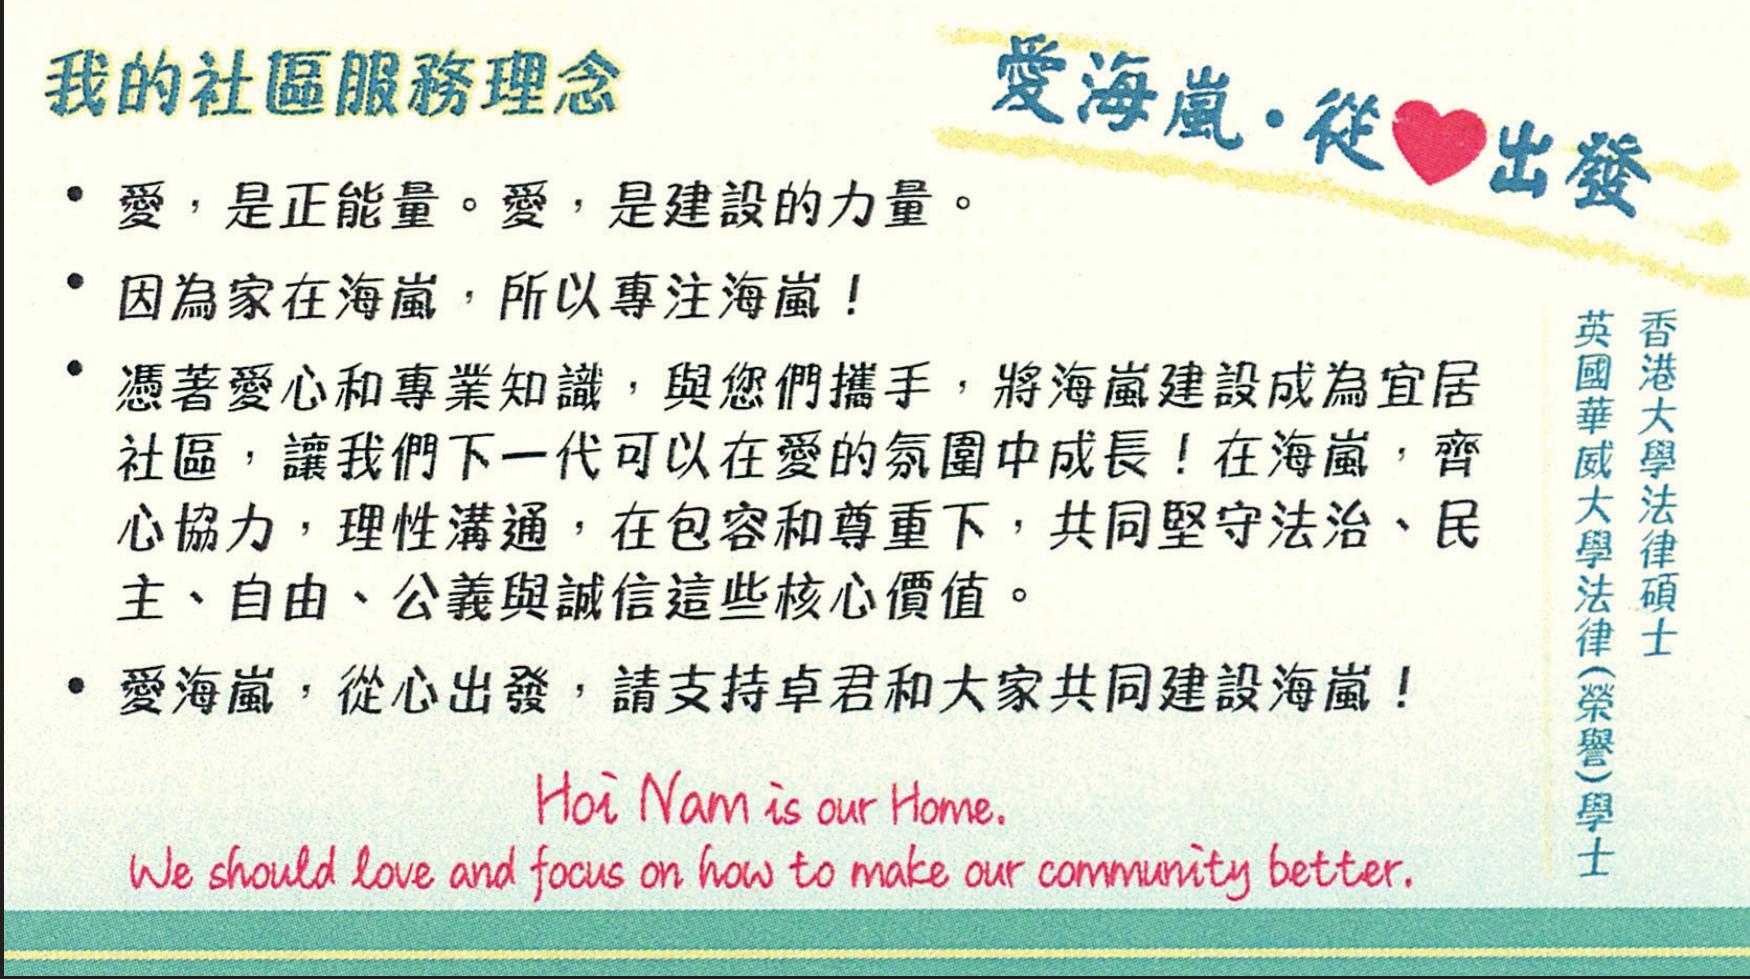 我的社區服務理念
愛海嵐·從❤出發
• 愛，是正能量。愛，是建設的力量。
• 因為家在海嵐，所以專注海嵐！
• 憑著愛心和專業知識，與您們攜手，將海嵐建設成為宜居
社區，讓我們下一代可以在愛的氛圍中成長！在海嵐，齊
心協力，理性溝通，在包容和尊重下，共同堅守法治、民
主、自由、公義與誠信這些核心價值。
• 愛海嵐，從心出發，請支持卓君和大家共同建設海嵐！
香港大學法律碩士
英國華威大學法律(榮譽)學士
Hoi Nam is our Home.
We should love and focus on how to make our community better.